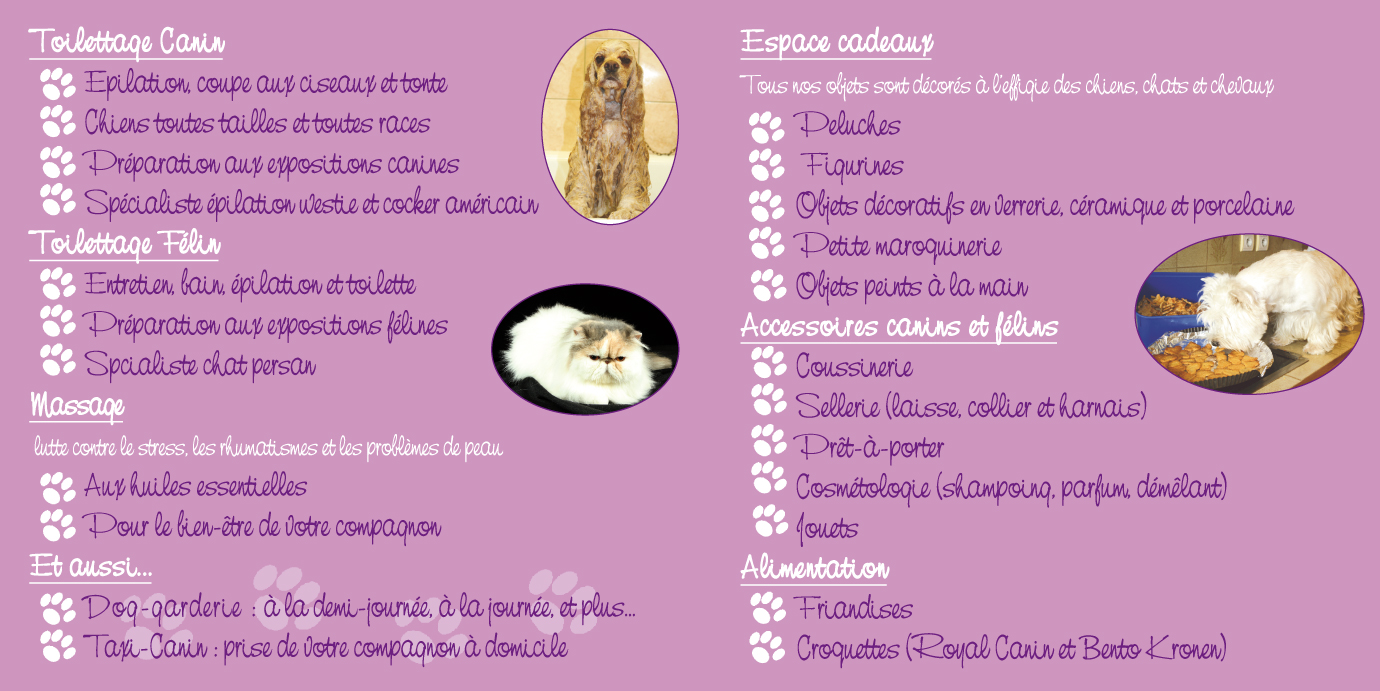 Toilettage Canin
Epilation, coupe aux ciseaux et tonte
Chiens toutes tailles et toutes races
Préparation aux expositions canines
Spécialiste épilation westie et cocker américain
Toilettage Félin
Entretien, bain, épilation et toilette
Préparation aux expositions félines
Spcialiste chat persan
Massage
lutte contre le stress, les rhumatismes et les problèmes de peau
Aux huiles essentielles
Pour le bien-être de votre compagnon
Et aussi...
Dog-garderie : à la demi-journée, à la journée, et plus...
Taxi-Canin : prise de votre compagnon à domicile
Espace cadeaux
Tous nos objets sont décorés à l'effigie des chiens, chats et chevaux
Peluches
Figurines
Objets décoratifs en verrerie, céramique et porcelaine
Petite maroquinerie
Objets peints à la main
Accessoires canins et félins
Coussinerie
Sellerie (laisse, collier et harnais)
Prêt-à-porter
Cosmétologie (shampoing, parfum, démêlant)
Jouets
Alimentation
Friandises
Croquettes (Royal Canin et Bento Kronen)